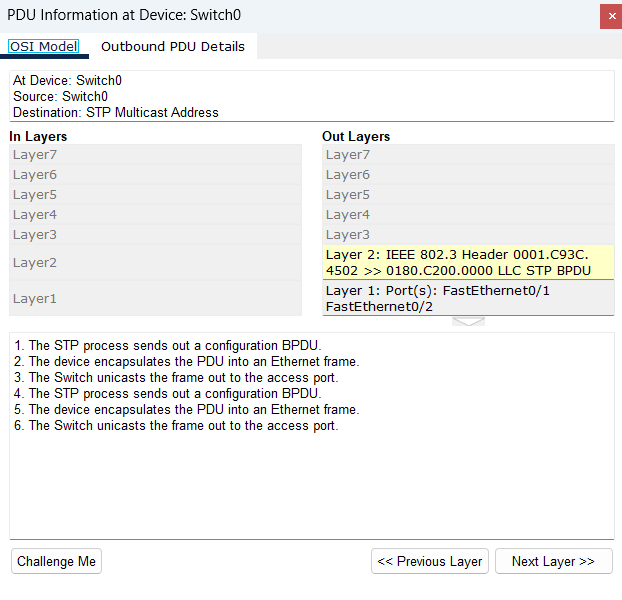 PDU Information at Device: Switch0
OSI Model Outbound PDU Details
At Device: Switch0
Source: Switch0
Destination: STP Multicast Address
In Layers
Layer7
Layer6
Layer5
Layer4
Layer3
Layer2
Layer1
Out Layers
Layer7
Layer6
Layer5
Layer4
Layer3
Layer 2: IEEE 802.3 Header 0001.C93C.
4502 >> 0180.C200.0000 LLC STP BPDU
Layer 1: Port(s): FastEthernet0/1
FastEthernet0/2
1. The STP process sends out a configuration BPDU.
2. The device encapsulates the PDU into an Ethernet frame.
3. The Switch unicasts the frame out to the access port.
4. The STP process sends out a configuration BPDU.
5. The device encapsulates the PDU into an Ethernet frame.
6. The Switch unicasts the frame out to the access port.
Challenge Me << Previous Layer Next Layer >>